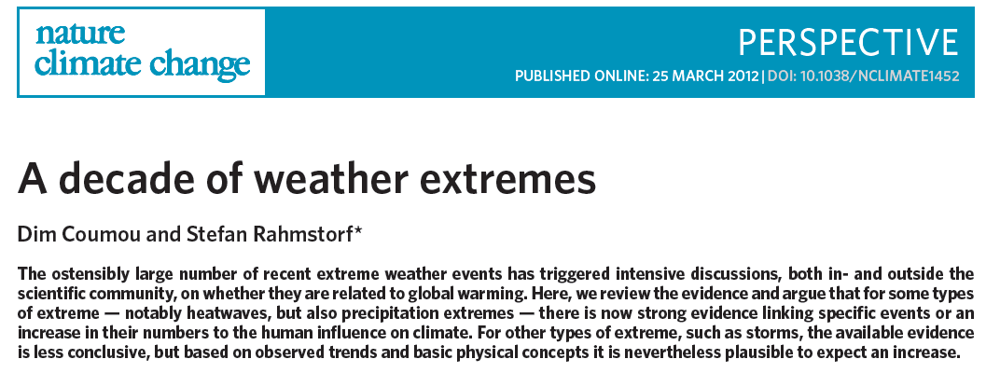 nature
climate change
PERSPECTIVE
PUBLISHED ONLINE: 25 MARCH 2012 | DOI: 10.1038/NCLIMATE1452
A decade of weather extremes
Dim Coumou and Stefan Rahmstorf*
The ostensibly large number of recent extreme weather events has triggered intensive discussions, both in- and outside the
scientific community, on whether they are related to global warming. Here, we review the evidence and argue that for some types
of extreme — notably heatwaves, but also precipitation extremes — there is now strong evidence linking specific events or an
increase in their numbers to the human influence on climate. For other types of extreme, such as storms, the available evidence
is less conclusive, but based on observed trends and basic physical concepts it is nevertheless plausible to expect an increase.